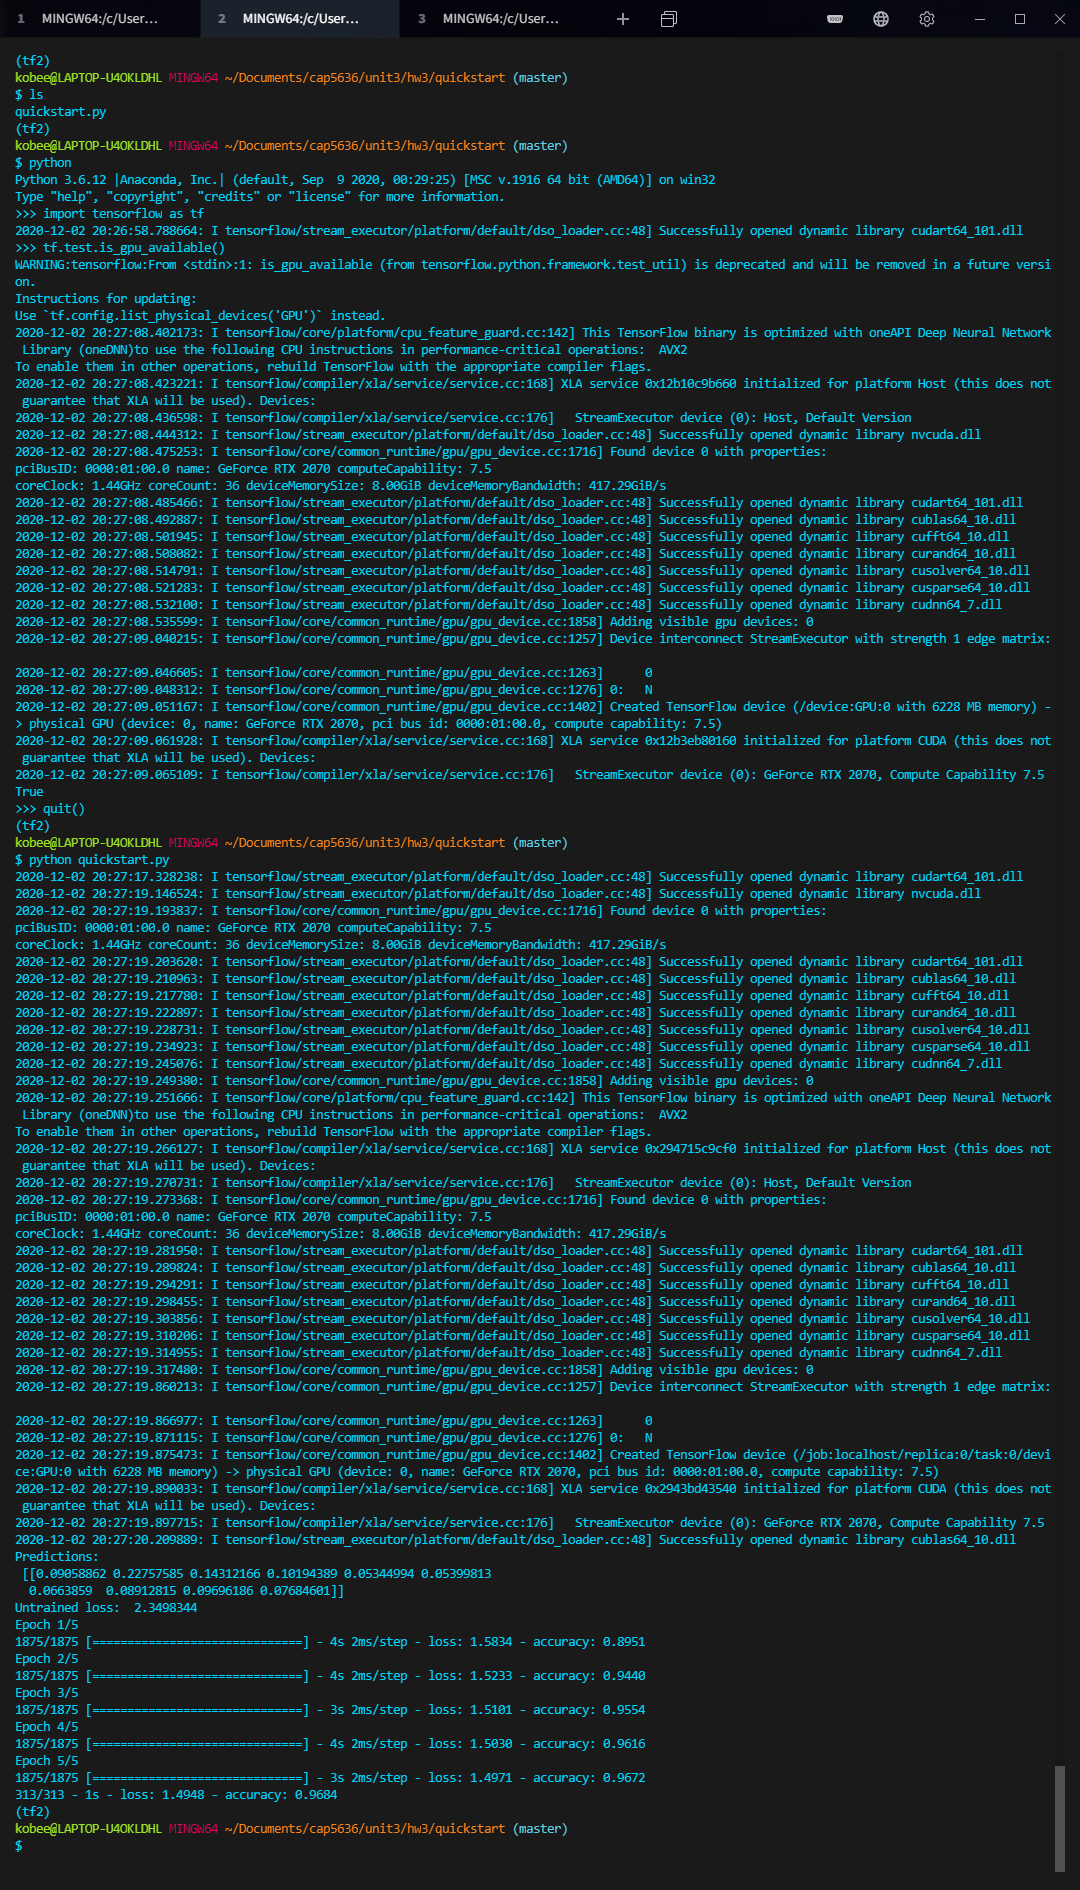 1 MINGW64:/c/User... 2 MINGW64:/c/User... 3 MINGW64:/c/User...
(tf2)
kobee@LAPTOP-U4OKLDHL MINGW64 ~/Documents/cap5636/unit3/hw3/quickstart (master)
$ ls
quickstart.py
(tf2)
kobee@LAPTOP-U4OKLDHL MINGW64 ~/Documents/cap5636/unit3/hw3/quickstart (master)
$ python
Python 3.6.12 |Anaconda, Inc.| (default, Sep  9 2020, 00:29:25) [MSC v.1916 64 bit (AMD64)] on win32
Type "help", "copyright", "credits" or "license" for more information.
>>> import tensorflow as tf
2020-12-02 20:26:58.788664: I tensorflow/stream_executor/platform/default/dso_loader.cc:48] Successfully opened dynamic library cudart64_101.dll
>>> tf.test.is_gpu_available()
WARNING:tensorflow:From <stdin>:1: is_gpu_available (from tensorflow.python.framework.test_util) is deprecated and will be removed in a future versi
on.
Instructions for updating:
Use `tf.config.list_physical_devices('GPU')` instead.
2020-12-02 20:27:08.402173: I tensorflow/core/platform/cpu_feature_guard.cc:142] This TensorFlow binary is optimized with oneAPI Deep Neural Network
 Library (oneDNN)to use the following CPU instructions in performance-critical operations:  AVX2
To enable them in other operations, rebuild TensorFlow with the appropriate compiler flags.
2020-12-02 20:27:08.423221: I tensorflow/compiler/xla/service/service.cc:168] XLA service 0x12b10c9b660 initialized for platform Host (this does not
 guarantee that XLA will be used). Devices:
2020-12-02 20:27:08.436598: I tensorflow/compiler/xla/service/service.cc:176]   StreamExecutor device (0): Host, Default Version
2020-12-02 20:27:08.444312: I tensorflow/stream_executor/platform/default/dso_loader.cc:48] Successfully opened dynamic library nvcuda.dll
2020-12-02 20:27:08.475253: I tensorflow/core/common_runtime/gpu/gpu_device.cc:1716] Found device 0 with properties:
pciBusID: 0000:01:00.0 name: GeForce RTX 2070 computeCapability: 7.5
coreClock: 1.44GHz coreCount: 36 deviceMemorySize: 8.00GiB deviceMemoryBandwidth: 417.29GiB/s
2020-12-02 20:27:08.485466: I tensorflow/stream_executor/platform/default/dso_loader.cc:48] Successfully opened dynamic library cudart64_101.dll
2020-12-02 20:27:08.492887: I tensorflow/stream_executor/platform/default/dso_loader.cc:48] Successfully opened dynamic library cublas64_10.dll
2020-12-02 20:27:08.501945: I tensorflow/stream_executor/platform/default/dso_loader.cc:48] Successfully opened dynamic library cufft64_10.dll
2020-12-02 20:27:08.508082: I tensorflow/stream_executor/platform/default/dso_loader.cc:48] Successfully opened dynamic library curand64_10.dll
2020-12-02 20:27:08.514791: I tensorflow/stream_executor/platform/default/dso_loader.cc:48] Successfully opened dynamic library cusolver64_10.dll
2020-12-02 20:27:08.521283: I tensorflow/stream_executor/platform/default/dso_loader.cc:48] Successfully opened dynamic library cusparse64_10.dll
2020-12-02 20:27:08.532100: I tensorflow/stream_executor/platform/default/dso_loader.cc:48] Successfully opened dynamic library cudnn64_7.dll
2020-12-02 20:27:08.535599: I tensorflow/core/common_runtime/gpu/gpu_device.cc:1858] Adding visible gpu devices: 0
2020-12-02 20:27:09.040215: I tensorflow/core/common_runtime/gpu/gpu_device.cc:1257] Device interconnect StreamExecutor with strength 1 edge matrix:
2020-12-02 20:27:09.046605: I tensorflow/core/common_runtime/gpu/gpu_device.cc:1263]      0
2020-12-02 20:27:09.048312: I tensorflow/core/common_runtime/gpu/gpu_device.cc:1276] 0:   N
2020-12-02 20:27:09.051167: I tensorflow/core/common_runtime/gpu/gpu_device.cc:1402] Created TensorFlow device (/device:GPU:0 with 6228 MB memory) -
> physical GPU (device: 0, name: GeForce RTX 2070, pci bus id: 0000:01:00.0, compute capability: 7.5)
2020-12-02 20:27:09.061928: I tensorflow/compiler/xla/service/service.cc:168] XLA service 0x12b3eb80160 initialized for platform CUDA (this does not
 guarantee that XLA will be used). Devices:
2020-12-02 20:27:09.065109: I tensorflow/compiler/xla/service/service.cc:176]   StreamExecutor device (0): GeForce RTX 2070, Compute Capability 7.5
True
>>> quit()
(tf2)
kobee@LAPTOP-U4OKLDHL MINGW64 ~/Documents/cap5636/unit3/hw3/quickstart (master)
$ python quickstart.py
2020-12-02 20:27:17.328238: I tensorflow/stream_executor/platform/default/dso_loader.cc:48] Successfully opened dynamic library cudart64_101.dll
2020-12-02 20:27:19.146524: I tensorflow/stream_executor/platform/default/dso_loader.cc:48] Successfully opened dynamic library nvcuda.dll
2020-12-02 20:27:19.193837: I tensorflow/core/common_runtime/gpu/gpu_device.cc:1716] Found device 0 with properties:
pciBusID: 0000:01:00.0 name: GeForce RTX 2070 computeCapability: 7.5
coreClock: 1.44GHz coreCount: 36 deviceMemorySize: 8.00GiB deviceMemoryBandwidth: 417.29GiB/s
2020-12-02 20:27:19.203620: I tensorflow/stream_executor/platform/default/dso_loader.cc:48] Successfully opened dynamic library cudart64_101.dll
2020-12-02 20:27:19.210963: I tensorflow/stream_executor/platform/default/dso_loader.cc:48] Successfully opened dynamic library cublas64_10.dll
2020-12-02 20:27:19.217780: I tensorflow/stream_executor/platform/default/dso_loader.cc:48] Successfully opened dynamic library cufft64_10.dll
2020-12-02 20:27:19.222897: I tensorflow/stream_executor/platform/default/dso_loader.cc:48] Successfully opened dynamic library curand64_10.dll
2020-12-02 20:27:19.228731: I tensorflow/stream_executor/platform/default/dso_loader.cc:48] Successfully opened dynamic library cusolver64_10.dll
2020-12-02 20:27:19.234923: I tensorflow/stream_executor/platform/default/dso_loader.cc:48] Successfully opened dynamic library cusparse64_10.dll
2020-12-02 20:27:19.245076: I tensorflow/stream_executor/platform/default/dso_loader.cc:48] Successfully opened dynamic library cudnn64_7.dll
2020-12-02 20:27:19.249380: I tensorflow/core/common_runtime/gpu/gpu_device.cc:1858] Adding visible gpu devices: 0
2020-12-02 20:27:19.251666: I tensorflow/core/platform/cpu_feature_guard.cc:142] This TensorFlow binary is optimized with oneAPI Deep Neural Network
 Library (oneDNN)to use the following CPU instructions in performance-critical operations:  AVX2
To enable them in other operations, rebuild TensorFlow with the appropriate compiler flags.
2020-12-02 20:27:19.266127: I tensorflow/compiler/xla/service/service.cc:168] XLA service 0x294715c9cf0 initialized for platform Host (this does not
 guarantee that XLA will be used). Devices:
2020-12-02 20:27:19.270731: I tensorflow/compiler/xla/service/service.cc:176]   StreamExecutor device (0): Host, Default Version
2020-12-02 20:27:19.273368: I tensorflow/core/common_runtime/gpu/gpu_device.cc:1716] Found device 0 with properties:
pciBusID: 0000:01:00.0 name: GeForce RTX 2070 computeCapability: 7.5
coreClock: 1.44GHz coreCount: 36 deviceMemorySize: 8.00GiB deviceMemoryBandwidth: 417.29GiB/s
2020-12-02 20:27:19.281950: I tensorflow/stream_executor/platform/default/dso_loader.cc:48] Successfully opened dynamic library cudart64_101.dll
2020-12-02 20:27:19.289824: I tensorflow/stream_executor/platform/default/dso_loader.cc:48] Successfully opened dynamic library cublas64_10.dll
2020-12-02 20:27:19.294291: I tensorflow/stream_executor/platform/default/dso_loader.cc:48] Successfully opened dynamic library cufft64_10.dll
2020-12-02 20:27:19.298455: I tensorflow/stream_executor/platform/default/dso_loader.cc:48] Successfully opened dynamic library curand64_10.dll
2020-12-02 20:27:19.303856: I tensorflow/stream_executor/platform/default/dso_loader.cc:48] Successfully opened dynamic library cusolver64_10.dll
2020-12-02 20:27:19.310206: I tensorflow/stream_executor/platform/default/dso_loader.cc:48] Successfully opened dynamic library cusparse64_10.dll
2020-12-02 20:27:19.314955: I tensorflow/stream_executor/platform/default/dso_loader.cc:48] Successfully opened dynamic library cudnn64_7.dll
2020-12-02 20:27:19.317480: I tensorflow/core/common_runtime/gpu/gpu_device.cc:1858] Adding visible gpu devices: 0
2020-12-02 20:27:19.860213: I tensorflow/core/common_runtime/gpu/gpu_device.cc:1257] Device interconnect StreamExecutor with strength 1 edge matrix:
2020-12-02 20:27:19.866977: I tensorflow/core/common_runtime/gpu/gpu_device.cc:1263]      0
2020-12-02 20:27:19.871115: I tensorflow/core/common_runtime/gpu/gpu_device.cc:1276] 0:   N
2020-12-02 20:27:19.875473: I tensorflow/core/common_runtime/gpu/gpu_device.cc:1402] Created TensorFlow device (/job:localhost/replica:0/task:0/devi
ce:GPU:0 with 6228 MB memory) -> physical GPU (device: 0, name: GeForce RTX 2070, pci bus id: 0000:01:00.0, compute capability: 7.5)
2020-12-02 20:27:19.890033: I tensorflow/compiler/xla/service/service.cc:168] XLA service 0x2943bd43540 initialized for platform CUDA (this does not
 guarantee that XLA will be used). Devices:
2020-12-02 20:27:19.897715: I tensorflow/compiler/xla/service/service.cc:176]   StreamExecutor device (0): GeForce RTX 2070, Compute Capability 7.5
2020-12-02 20:27:20.209889: I tensorflow/stream_executor/platform/default/dso_loader.cc:48] Successfully opened dynamic library cublas64_10.dll
Predictions:
 [[0.09058862 0.22757585 0.14312166 0.10194389 0.05344994 0.05399813
  0.0663859  0.08912815 0.09696186 0.07684601]]
Untrained loss:  2.3498344
Epoch 1/5
1875/1875 [==============================] - 4s 2ms/step - loss: 1.5834 - accuracy: 0.8951
Epoch 2/5
1875/1875 [==============================] - 4s 2ms/step - loss: 1.5233 - accuracy: 0.9440
Epoch 3/5
1875/1875 [==============================] - 3s 2ms/step - loss: 1.5101 - accuracy: 0.9554
Epoch 4/5
1875/1875 [==============================] - 4s 2ms/step - loss: 1.5030 - accuracy: 0.9616
Epoch 5/5
1875/1875 [==============================] - 3s 2ms/step - loss: 1.4971 - accuracy: 0.9672
313/313 - 1s - loss: 1.4948 - accuracy: 0.9684
(tf2)
kobee@LAPTOP-U4OKLDHL MINGW64 ~/Documents/cap5636/unit3/hw3/quickstart (master)
$